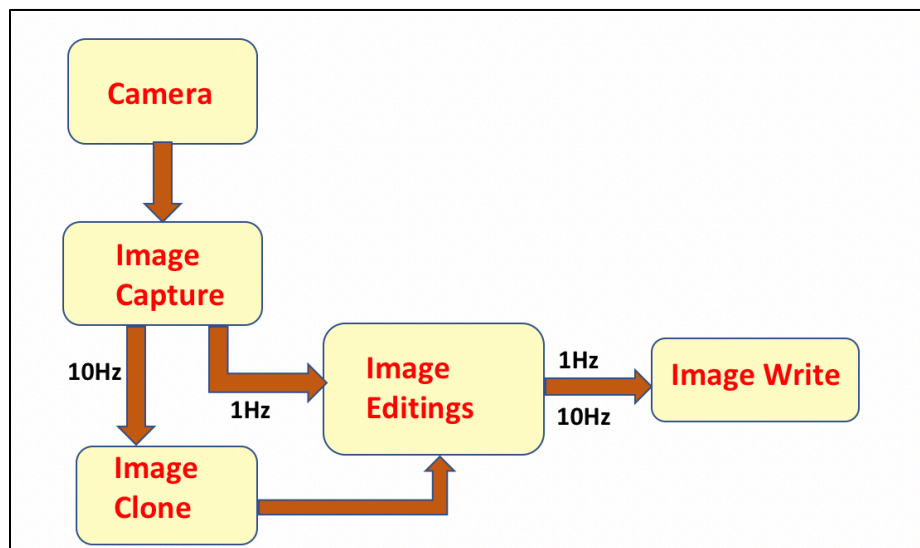 Camera
Image
Capture
10Hz
1Hz
Image
Editings
1Hz
10Hz
Image Write
Image
Clone